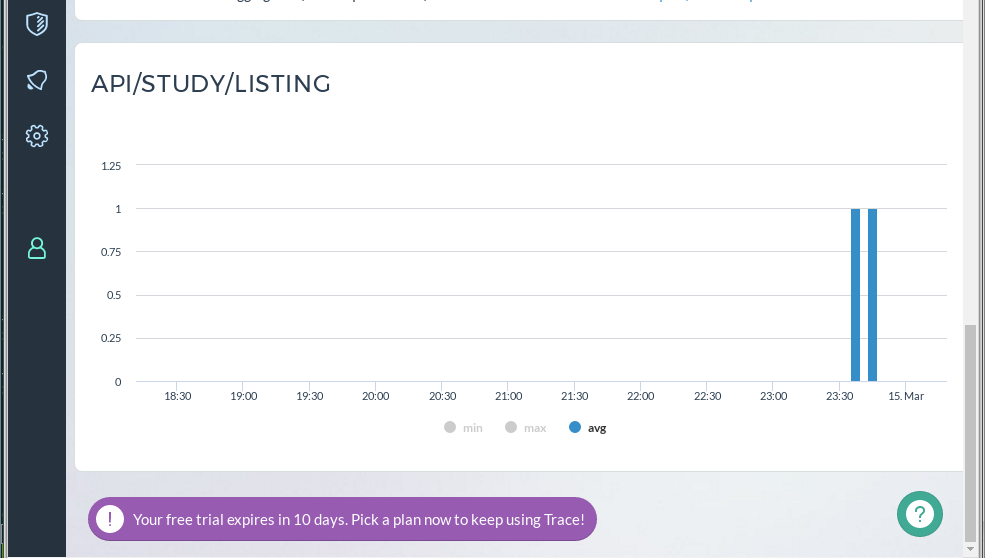 API/STUDY/LISTING
1.25
1
0.75
0.5
0.25
0
18:30 19:00 19:30 20:00 20:30 21:00 21:30 22:00 22:30 23:00 23:30 15. Mar
min max avg
! Your free trial expires in 10 days. Pick a plan now to keep using Trace! ?